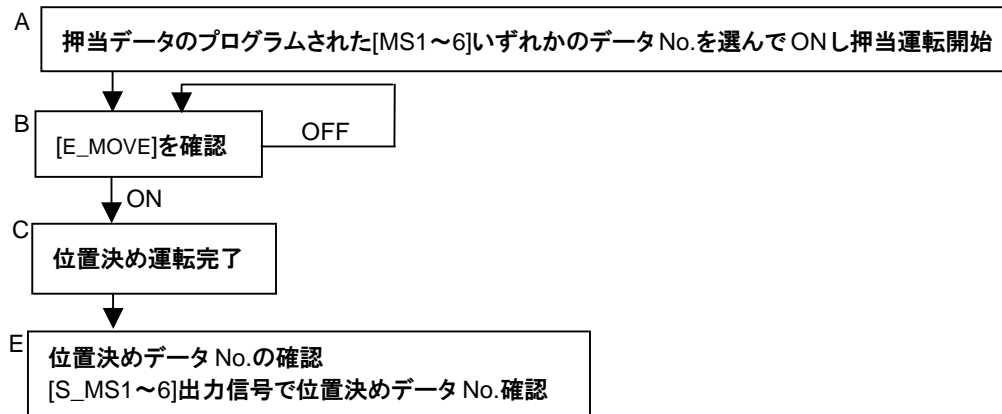 A
押当データのプログラムされた[MS1～6]いずれかのデータNo.を選んでONし押当運転開始
B
[E_MOVE]を確認
OFF
ON
C
位置決め運転完了
E
位置決めデータNo.の確認
[S_MS1～6]出力信号で位置決めデータNo.確認